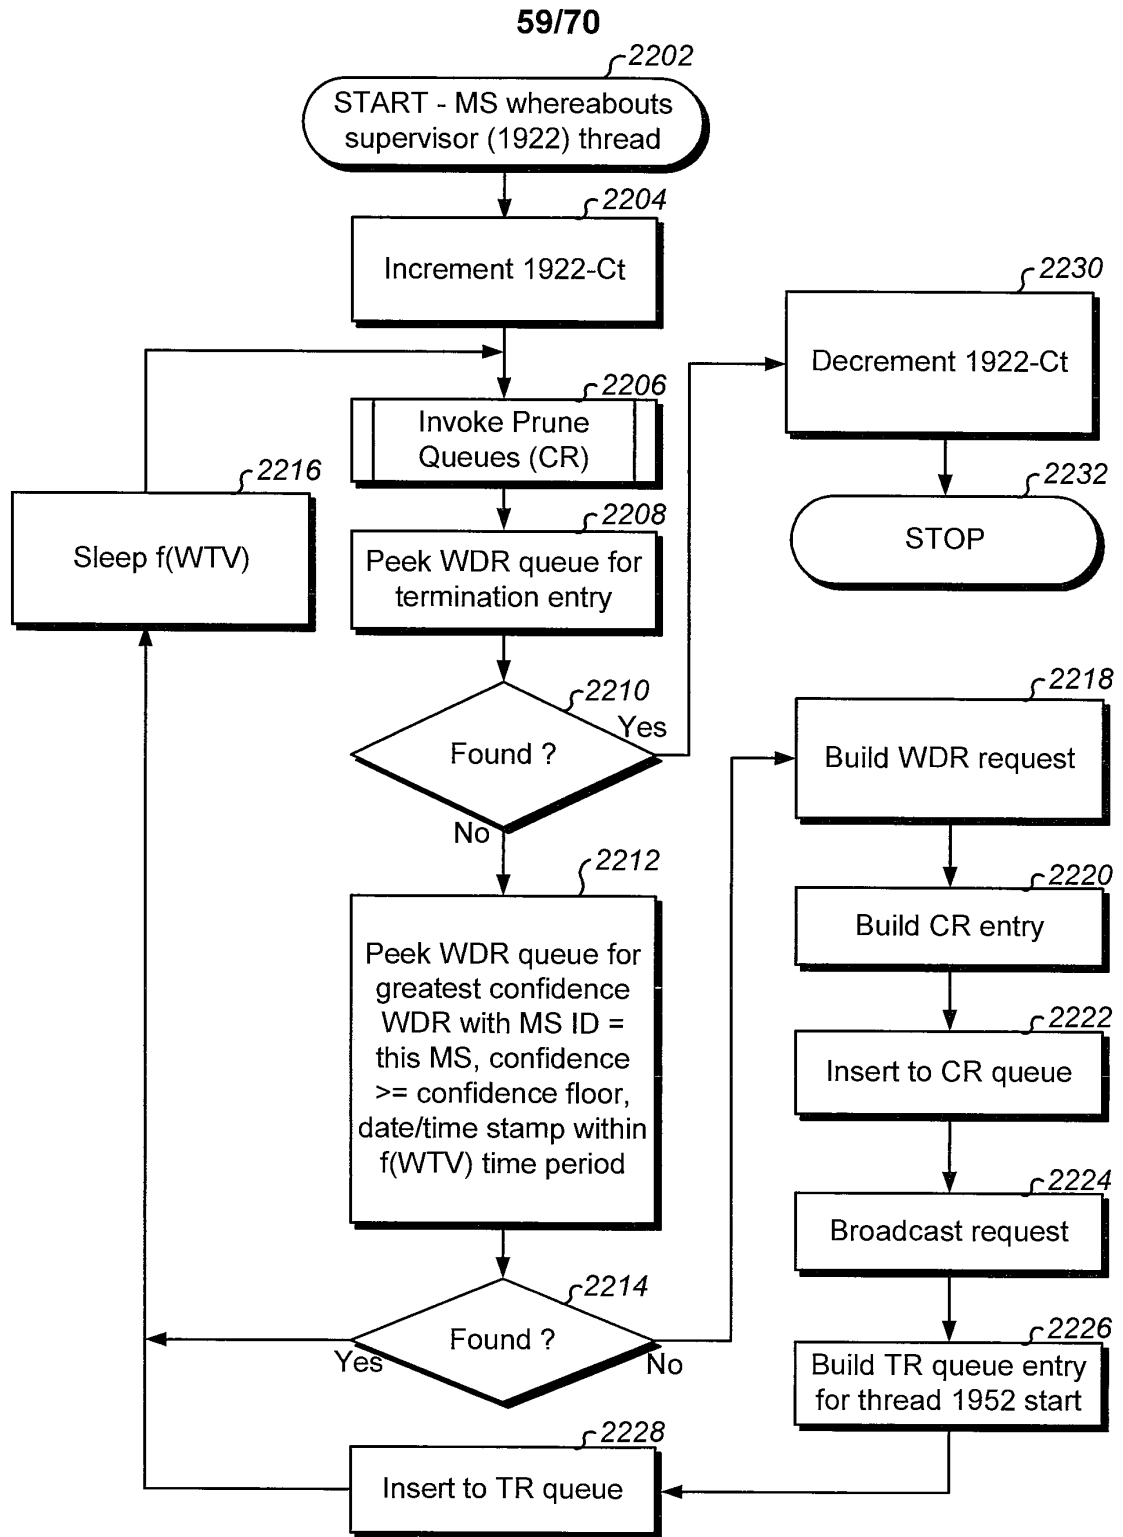 59/70
2202
START - MS whereabouts
supervisor (1922) thread
2204
Increment 1922-Ct
2230
Decrement 1922-Ct
2206
Invoke Prune
Queues (CR)
2216
Sleep f(WTV)
2232
STOP
2208
Peek WDR queue for
termination entry
2210
Found ?
Yes
No
2218
Build WDR request
2212
Peek WDR queue for
greatest confidence
WDR with MS ID =
this MS, confidence
>= confidence floor,
date/time stamp within
f(WTV) time period
2220
Build CR entry
2222
Insert to CR queue
2224
Broadcast request
2214
Found ?
Yes
No
2226
Build TR queue entry
for thread 1952 start
2228
Insert to TR queue